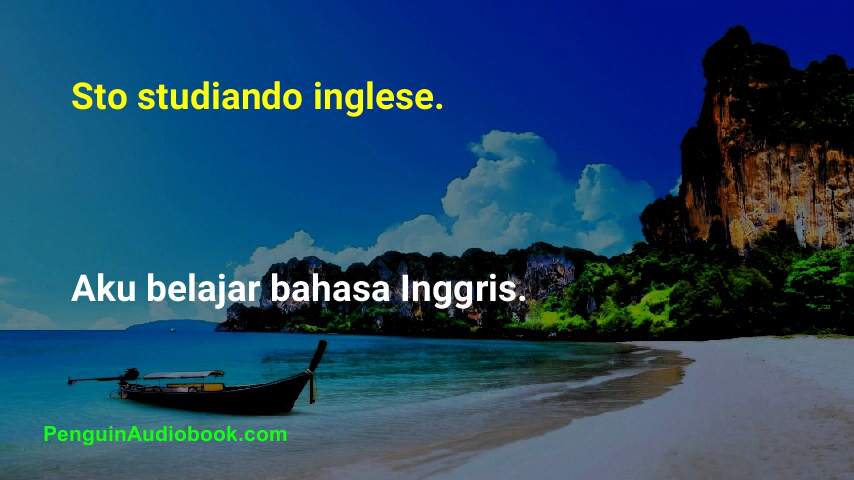 Sto studiando inglese.
Aku belajar bahasa Inggris.
PenguinAudiobook.com